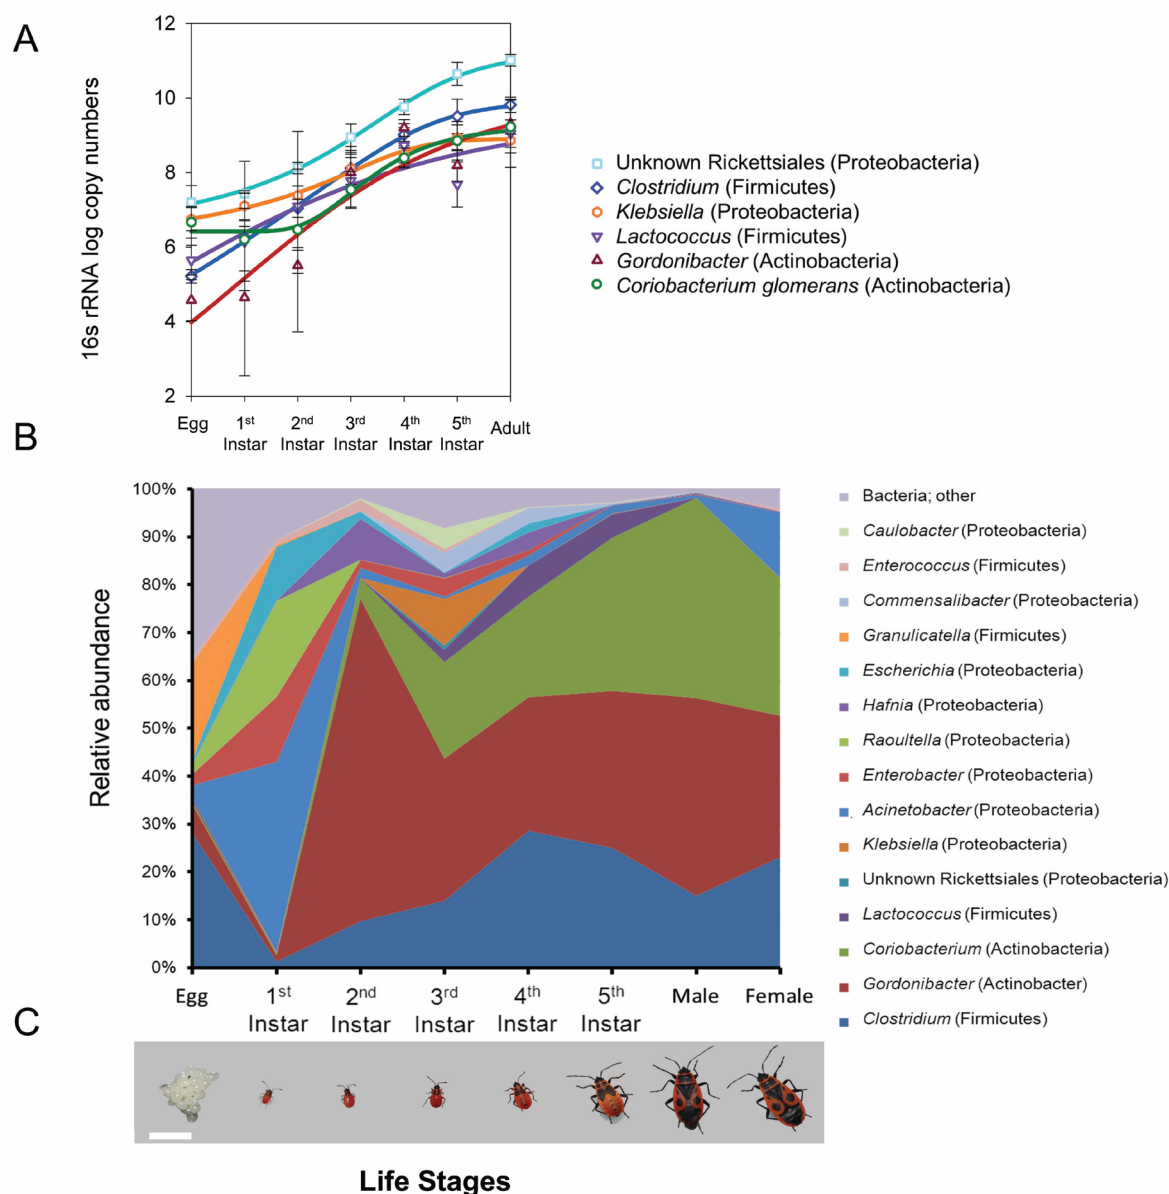 A
16s rRNA log copy numbers
12
10
8
6
4
2
Egg
1st Instar
2nd Instar
3rd Instar
4th Instar
5th Instar
Adult
Unknown Rickettsiales (Proteobacteria)
Clostridium (Firmicutes)
Klebsiella (Proteobacteria)
Lactococcus (Firmicutes)
Gordonibacter (Actinobacteria)
Coriobacterium glomerans (Actinobacteria)
B
Relative abundance
100%
90%
80%
70%
60%
50%
40%
30%
20%
10%
0%
Egg
1st Instar
2nd Instar
3rd Instar
4th Instar
5th Instar
Male
Female
Bacteria; other
Caulobacter (Proteobacteria)
Enterococcus (Firmicutes)
Commensalibacter (Proteobacteria)
Granulicatella (Firmicutes)
Escherichia (Proteobacteria)
Hafnia (Proteobacteria)
Raoultella (Proteobacteria)
Enterobacter (Proteobacteria)
Acinetobacter (Proteobacteria)
Klebsiella (Proteobacteria)
Unknown Rickettsiales (Proteobacteria)
Lactococcus (Firmicutes)
Coriobacterium (Actinobacteria)
Gordonibacter (Actinobacter)
Clostridium (Firmicutes)
C
Life Stages